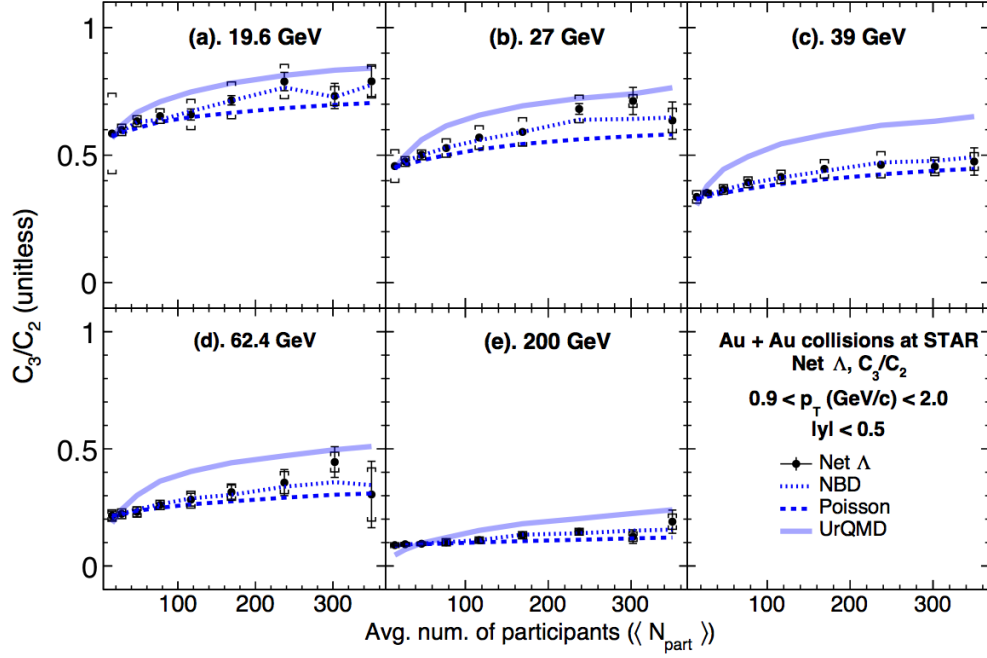 (a). 19.6 GeV
(b). 27 GeV
(c). 39 GeV
1
0.5
0
C3/C2 (unitless)
(d). 62.4 GeV
(e). 200 GeV
1
0.5
0
Au + Au collisions at STAR
Net Λ, C3/C2
0.9 < pT (GeV/c) < 2.0
|y| < 0.5
Net Λ
NBD
Poisson
UrQMD
100 200 300 100 200 300 100 200 300
Avg. num. of participants (⟨ Npart ⟩)